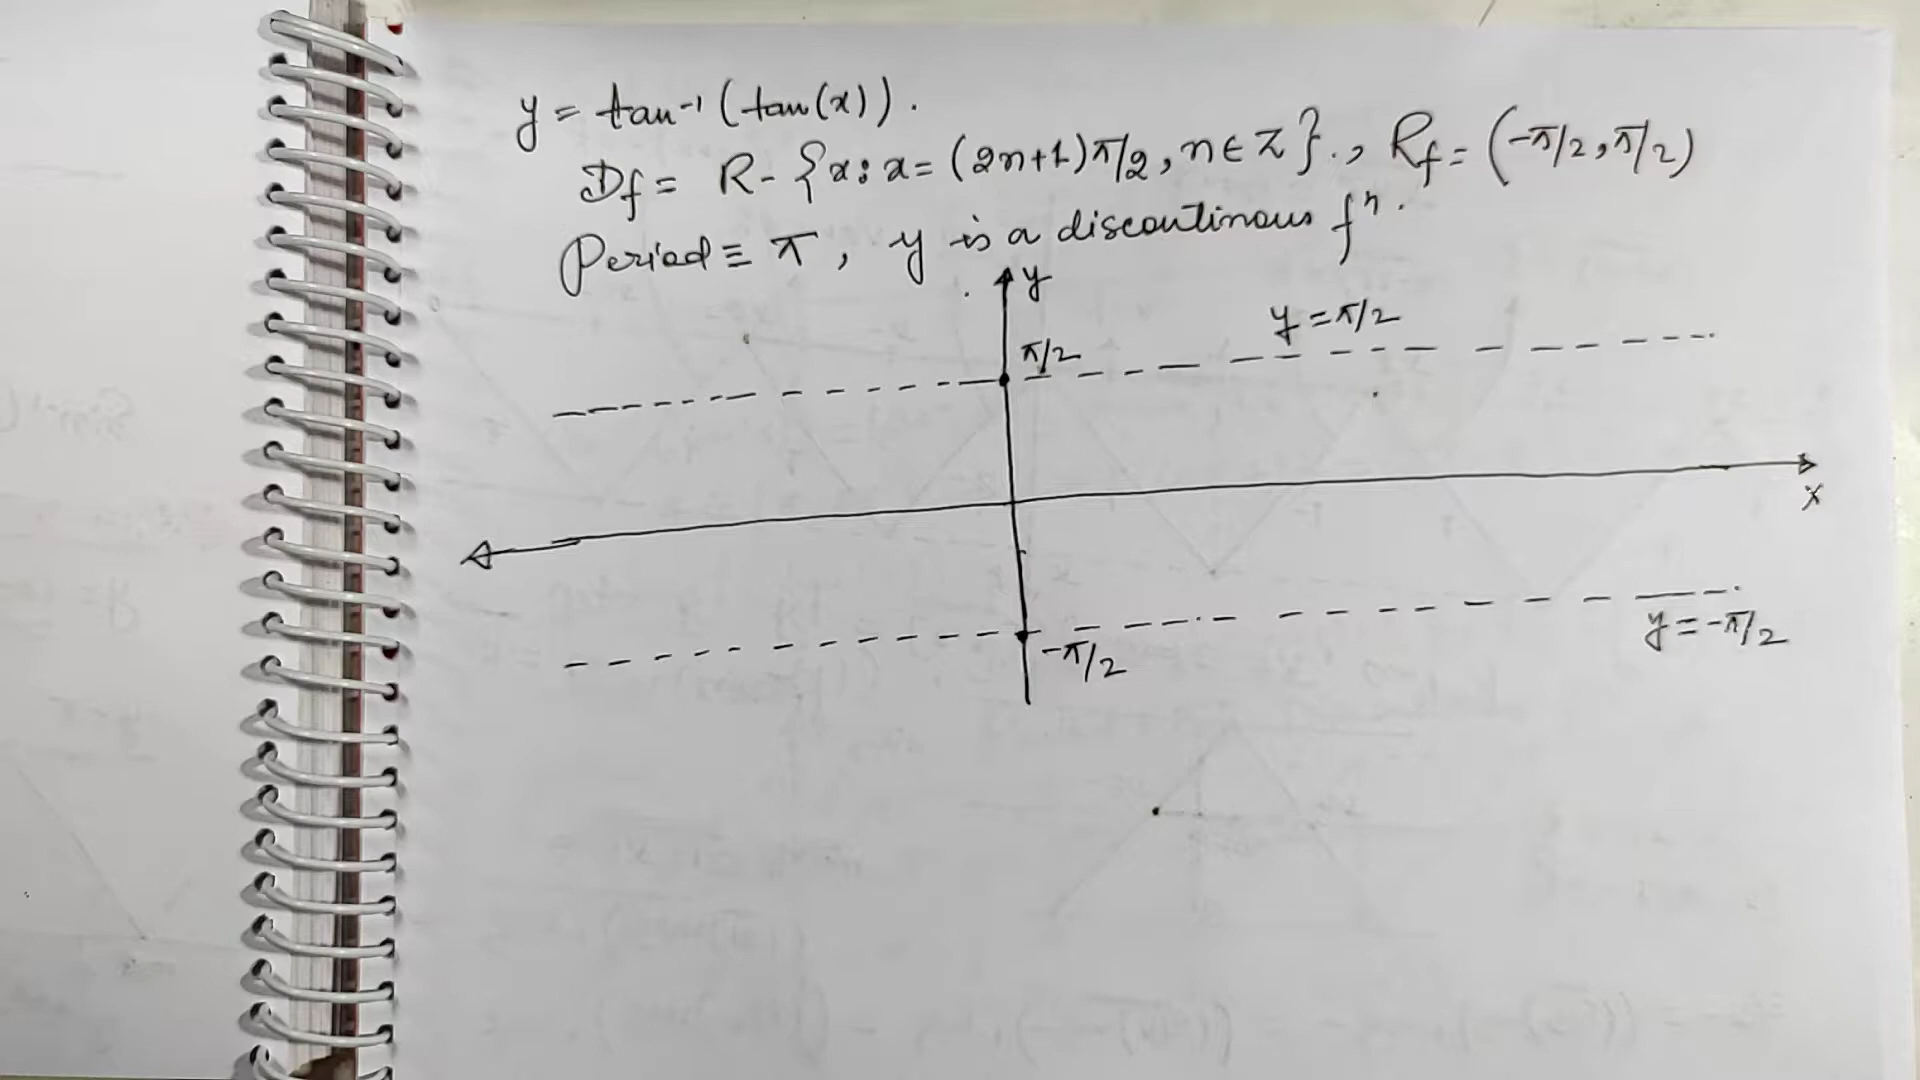 y = tan⁻¹ (tan(x)).
Df = R - {x : x = (2n+1)π/2, n ∈ Z}., Rf = (-π/2, π/2)
Period ≡ π, y is a discontinous fⁿ.
y
y = π/2
π/2
x
y = -π/2
-π/2